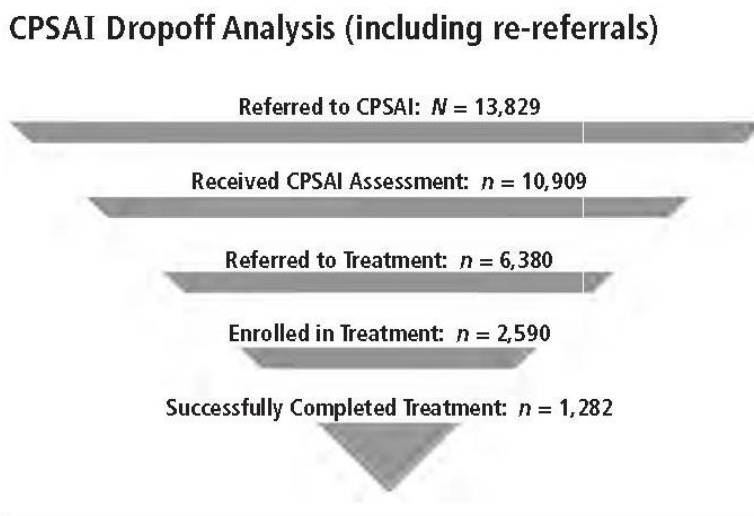 CPSAI Dropoff Analysis (including re-referrals)
Referred to CPSAI: N = 13,829
Received CPSAI Assessment: n = 10,909
Referred to Treatment: n = 6,380
Enrolled in Treatment: n = 2,590
Successfully Completed Treatment: n = 1,282